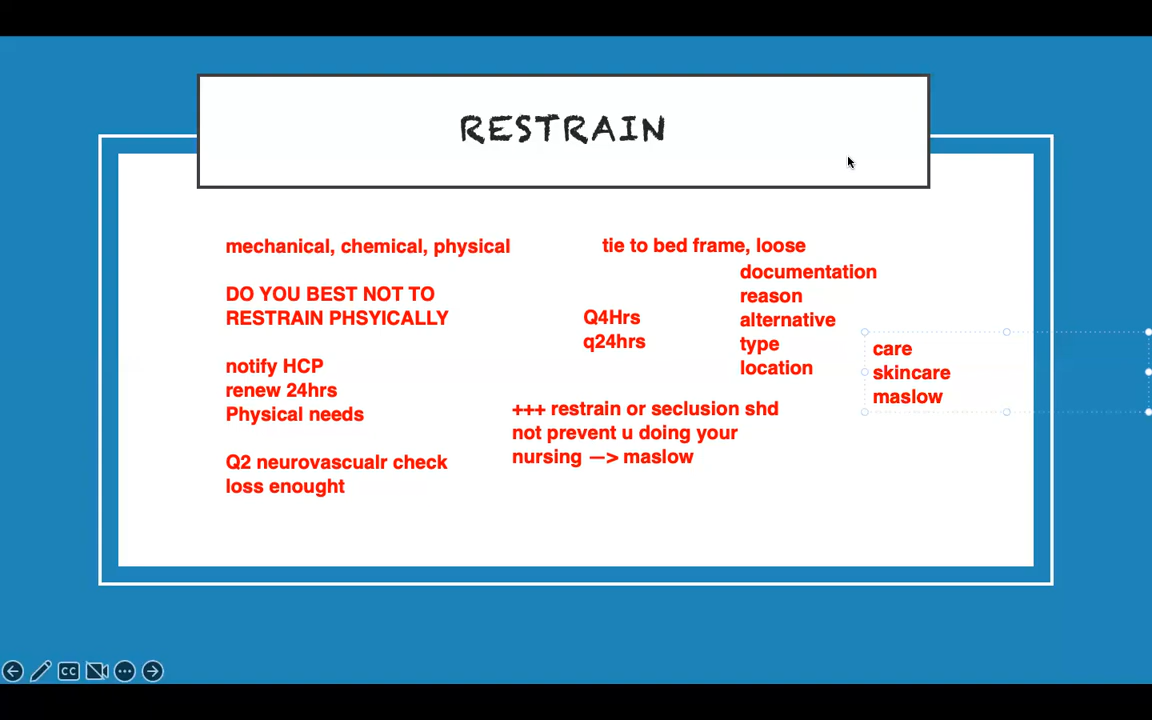 RESTRAIN
mechanical, chemical, physical
DO YOU BEST NOT TO
RESTRAIN PHSYICALLY
notify HCP
renew 24hrs
Physical needs
Q2 neurovascualr check
loss enought
tie to bed frame, loose
Q4Hrs
q24hrs
documentation
reason
alternative
type
location
care
skincare
maslow
+++ restrain or seclusion shd
not prevent u doing your
nursing —> maslow
CC